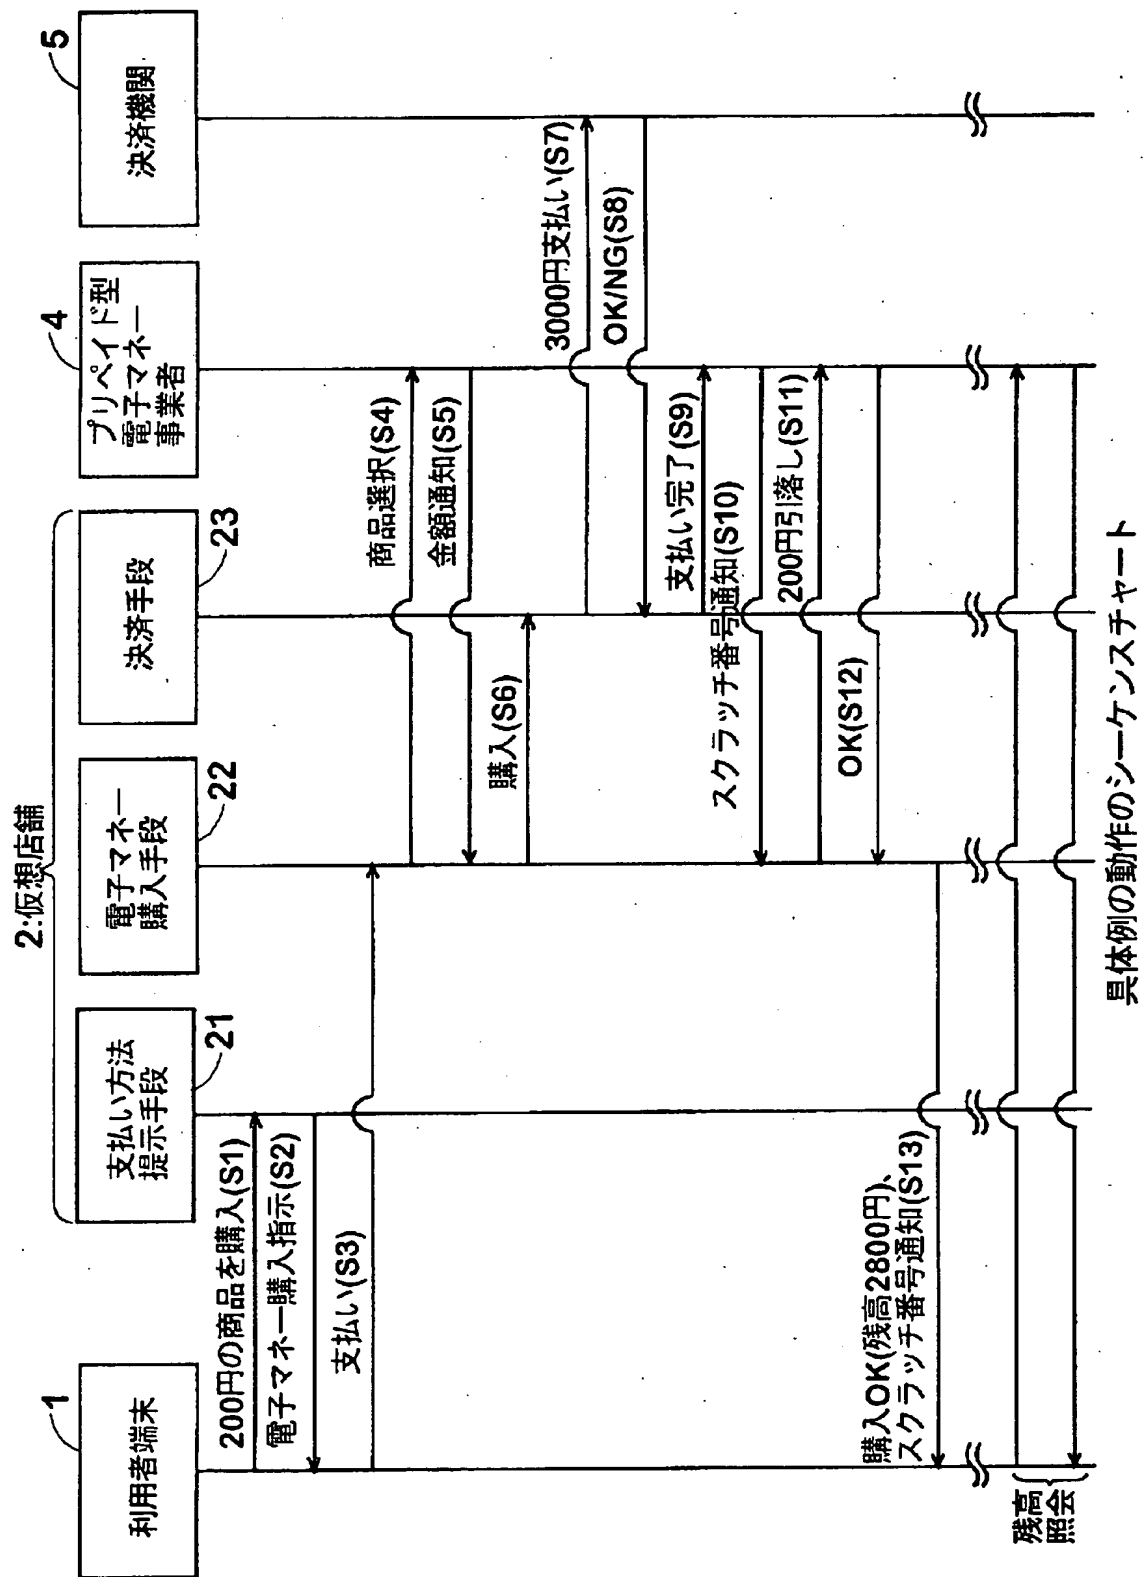 2:仮想店舗
1
利用者端末
21
支払い方法
提示手段
22
電子マネー
購入手段
23
決済手段
4
プリペイド型
電子マネー
事業者
5
決済機関
200円の商品を購入(S1)
電子マネー購入指示(S2)
支払い(S3)
商品選択(S4)
金額通知(S5)
購入(S6)
3000円支払い(S7)
OK/NG(S8)
支払い完了(S9)
スクラッチ番号通知(S10)
200円引落し(S11)
OK(S12)
購入OK(残高2800円)、
スクラッチ番号通知(S13)
残高
照会
具体例の動作のシーケンスチャート